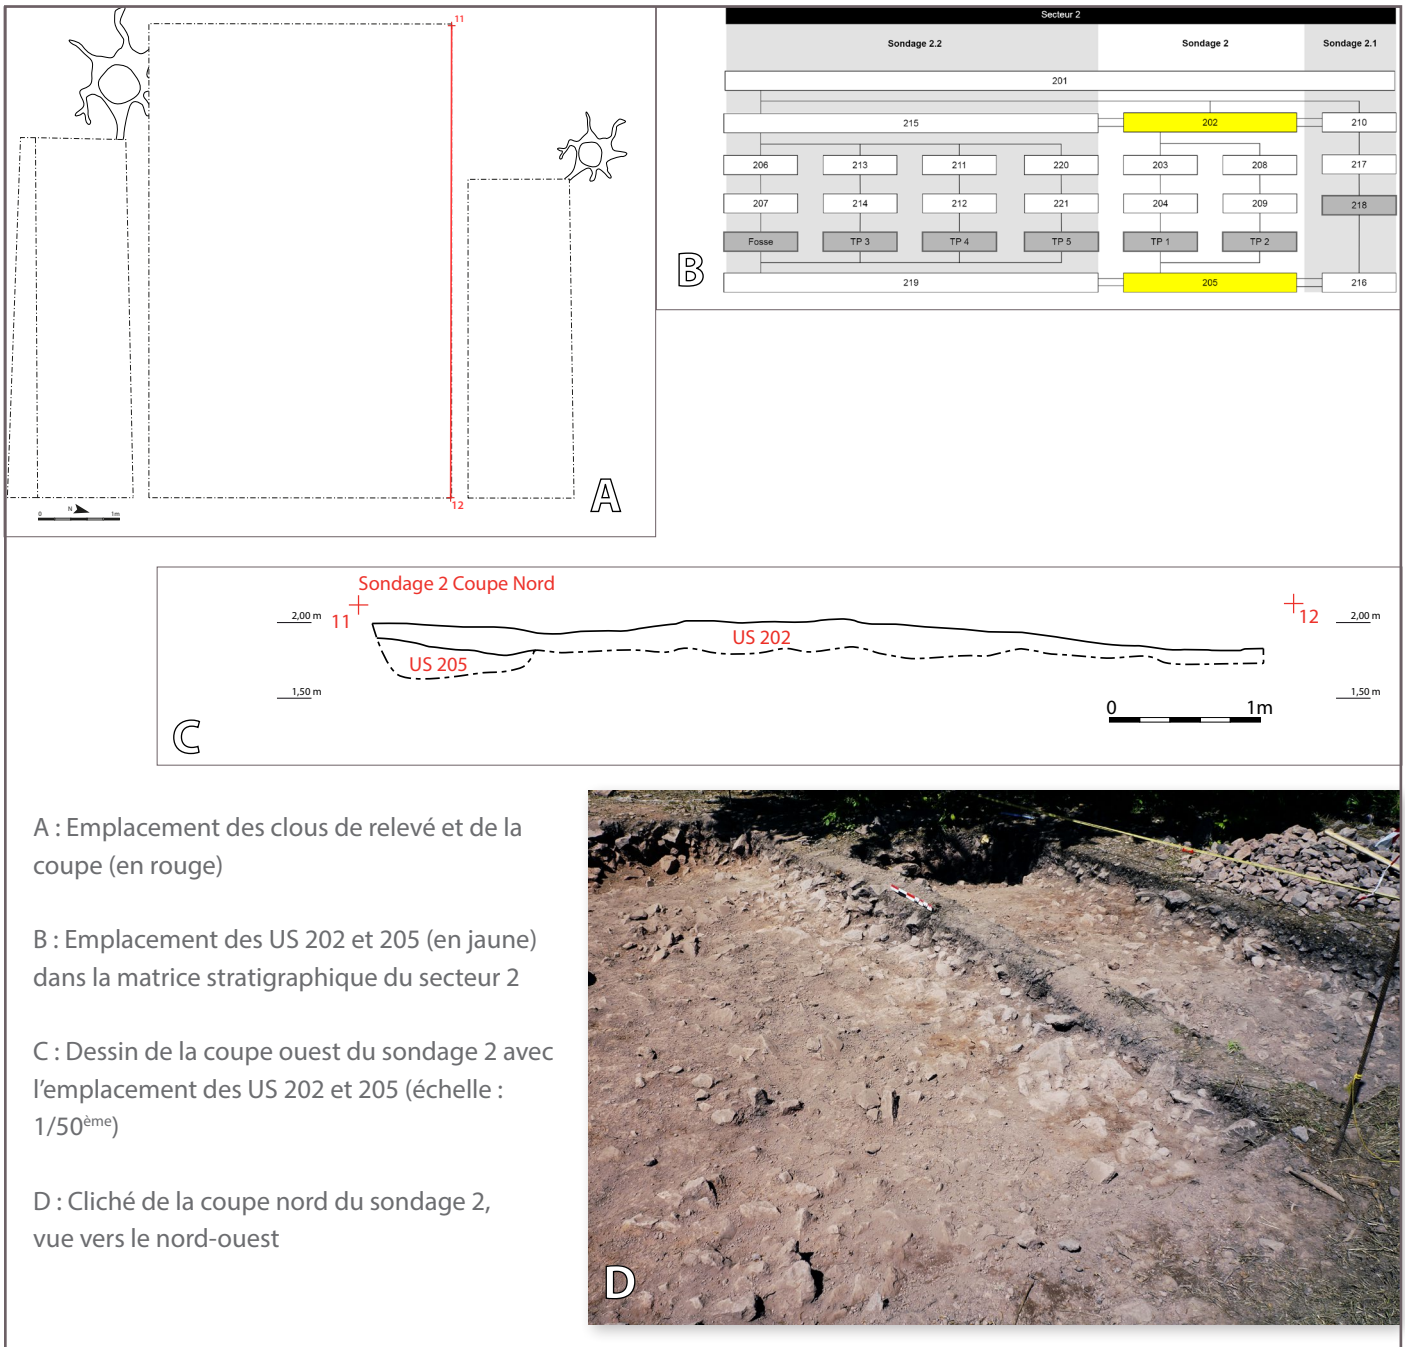 11
12
N
0 1m
A
Secteur 2
Sondage 2.2 Sondage 2 Sondage 2.1
201
215 202 210
206 213 211 220 203 208 217
207 214 212 221 204 209 218
Fosse TP 3 TP 4 TP 5 TP 1 TP 2
219 205 216
B
Sondage 2 Coupe Nord
2,00 m 11 12 2,00 m
US 202
US 205
1,50 m 1,50 m
0 1m
C
A : Emplacement des clous de relevé et de la
coupe (en rouge)
B : Emplacement des US 202 et 205 (en jaune)
dans la matrice stratigraphique du secteur 2
C : Dessin de la coupe ouest du sondage 2 avec
l’emplacement des US 202 et 205 (échelle :
1/50ème)
D : Cliché de la coupe nord du sondage 2,
vue vers le nord-ouest
D